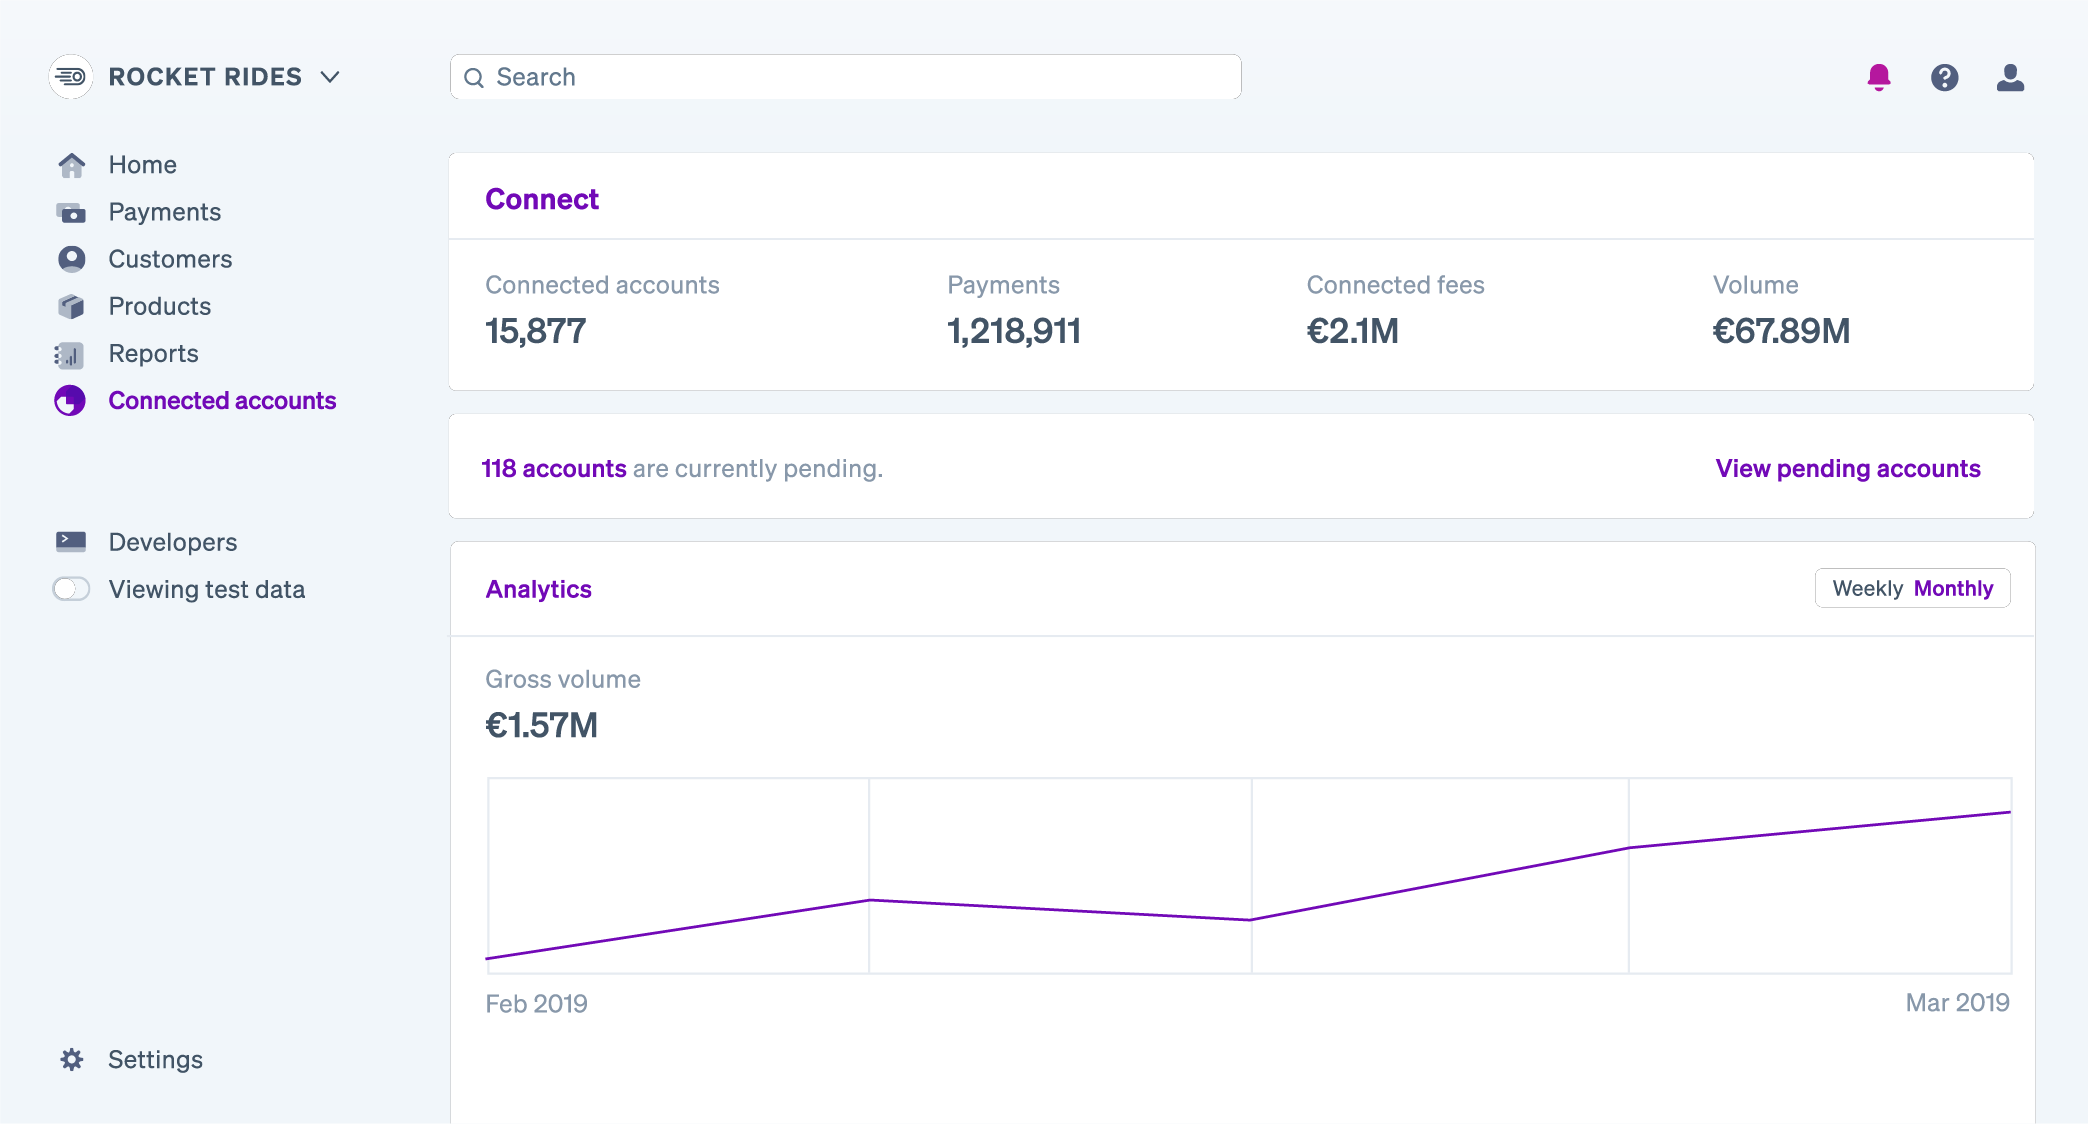 ROCKET RIDES
Search
Home
Payments
Customers
Products
Reports
Connected accounts
Developers
Viewing test data
Settings
Connect
Connected accounts
15,877
Payments
1,218,911
Connected fees
€2.1M
Volume
€67.89M
118 accounts are currently pending.
View pending accounts
Analytics
Weekly Monthly
Gross volume
€1.57M
Feb 2019
Mar 2019